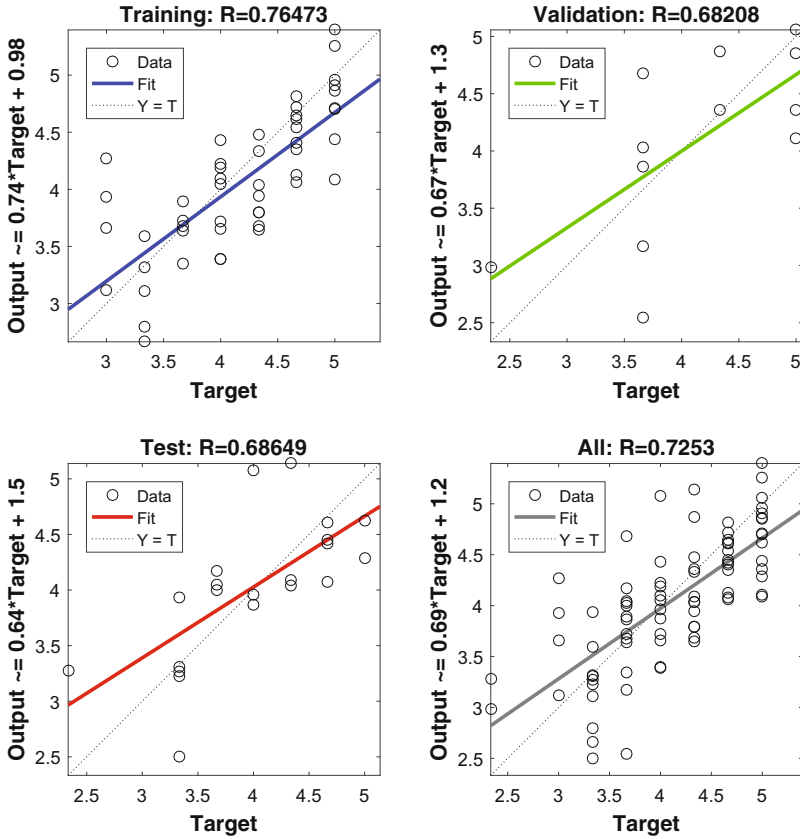 Training: R=0.76473
Output ~= 0.74*Target + 0.98
5
4.5
4
3.5
3
Data
Fit
Y = T
3 3.5 4 4.5 5
Target
Validation: R=0.68208
Output ~= 0.67*Target + 1.3
5
4.5
4
3.5
3
2.5
Data
Fit
Y = T
2.5 3 3.5 4 4.5 5
Target
Test: R=0.68649
Output ~= 0.64*Target + 1.5
5
4.5
4
3.5
3
2.5
Data
Fit
Y = T
2.5 3 3.5 4 4.5 5
Target
All: R=0.7253
Output ~= 0.69*Target + 1.2
5
4.5
4
3.5
3
2.5
Data
Fit
Y = T
2.5 3 3.5 4 4.5 5
Target